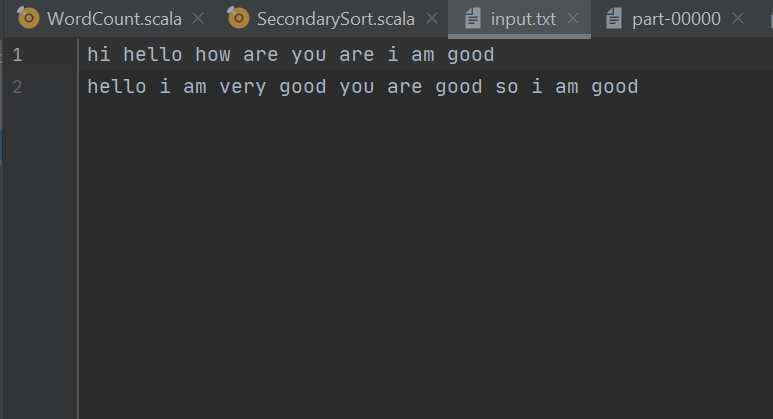 WordCount.scala SecondarySort.scala input.txt part-00000
1 hi hello how are you are i am good
2 hello i am very good you are good so i am good